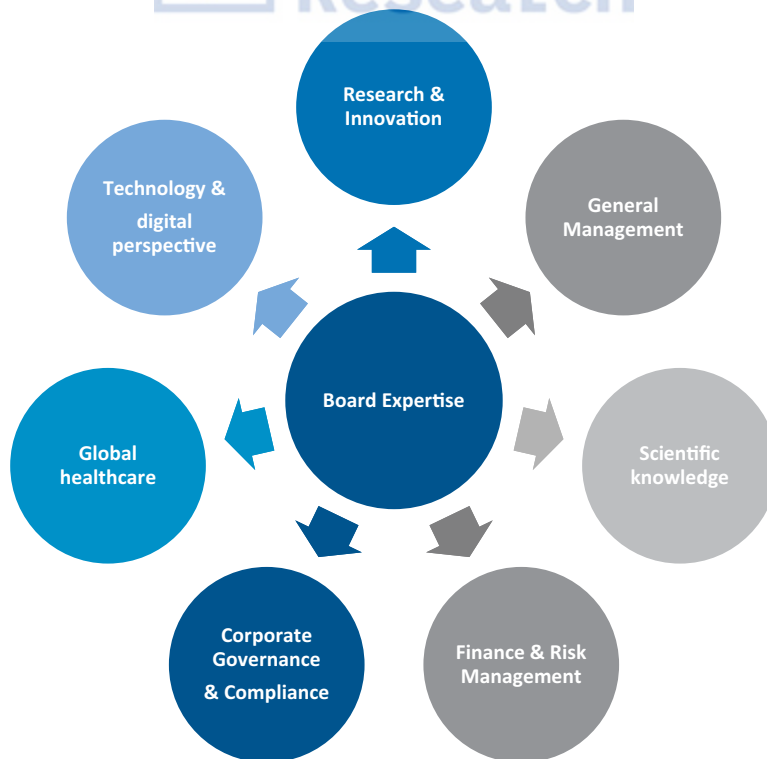 Research
Research &
Innovation
General
Management
Scientific
knowledge
Finance & Risk
Management
Corporate
Governance
& Compliance
Global
healthcare
Technology &
digital
perspective
Board Expertise